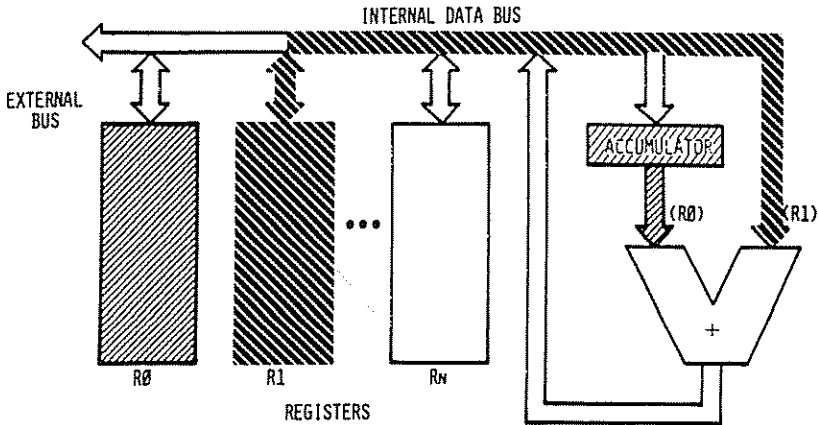 INTERNAL DATA BUS
EXTERNAL
BUS
ACCUMULATOR
(RØ)
(R1)
+
RØ
R1
RN
REGISTERS